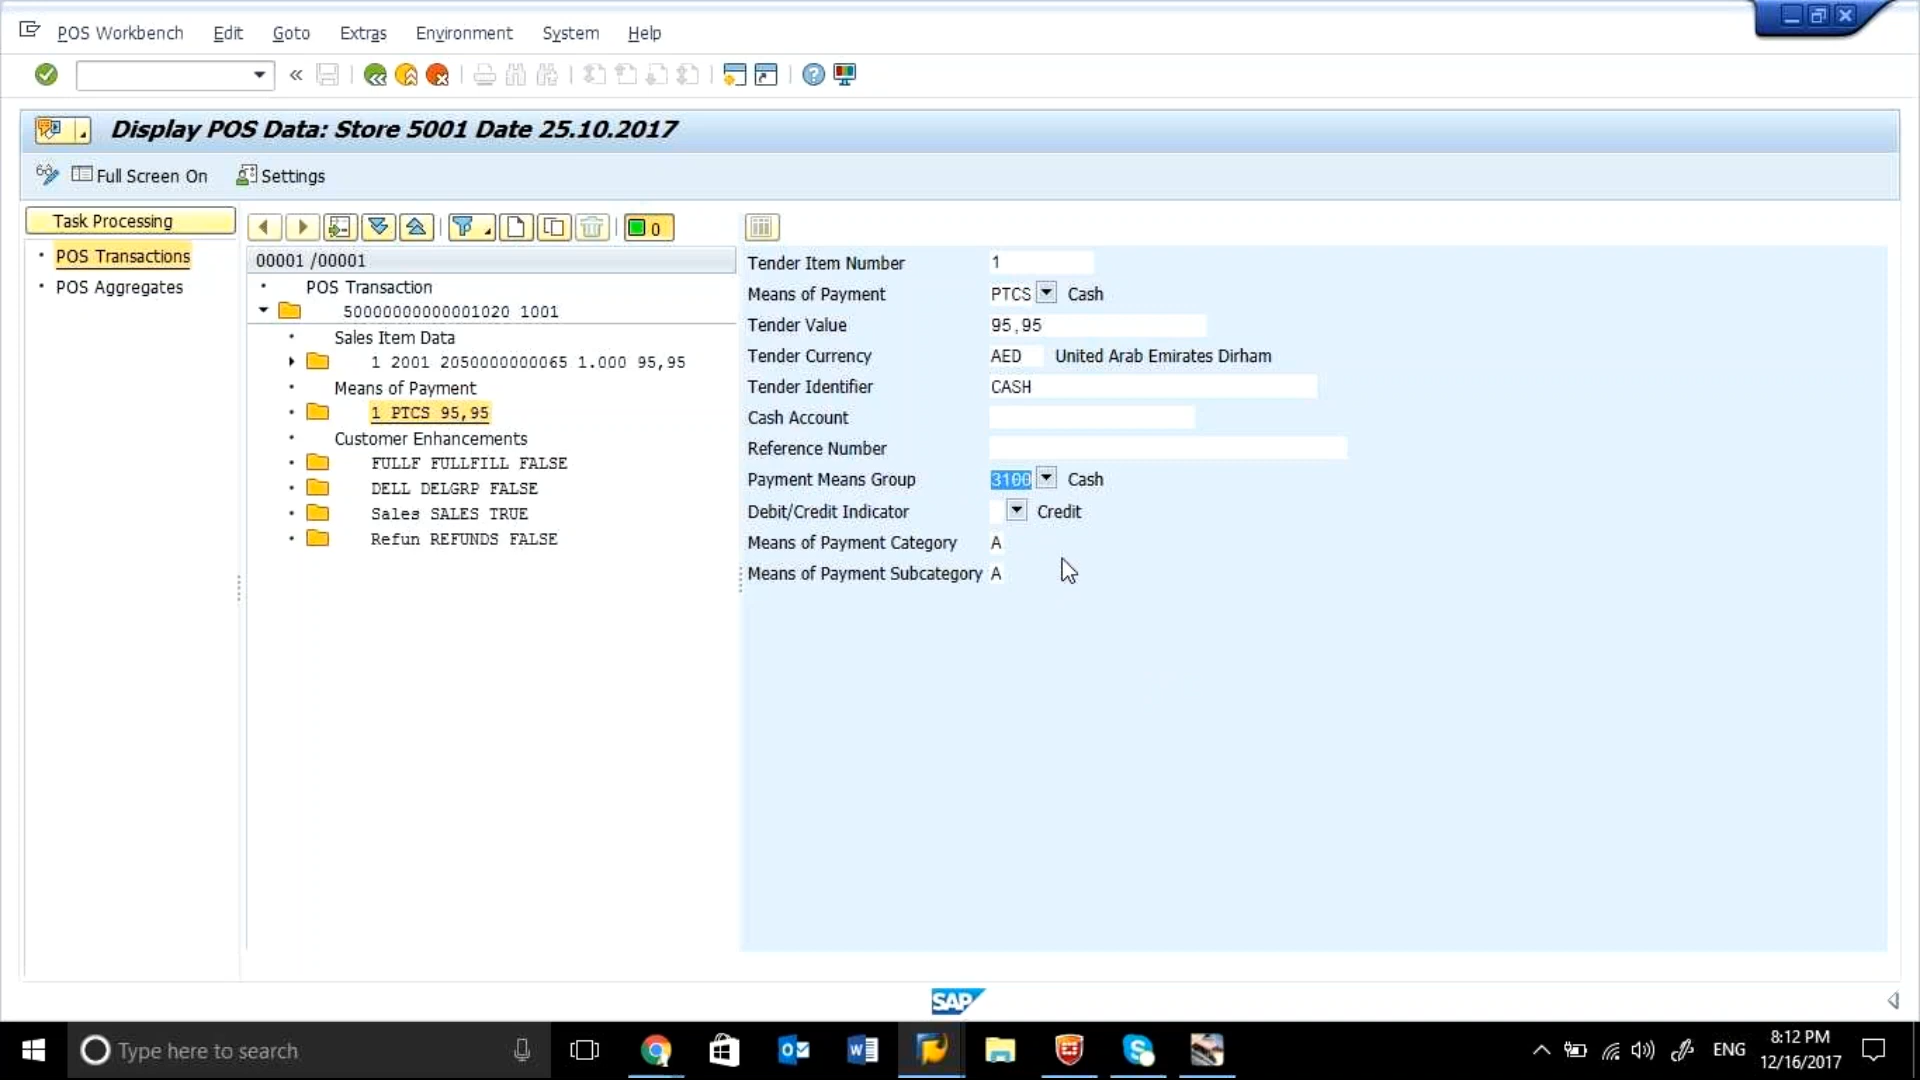 POS Workbench Edit Goto Extras Environment System Help
Display POS Data: Store 5001 Date 25.10.2017
Full Screen On Settings
Task Processing
POS Transactions
POS Aggregates
0
00001 /00001
POS Transaction
50000000000001020 1001
Sales Item Data
1 2001 2050000000065 1.000 95,95
Means of Payment
1 PTCS 95,95
Customer Enhancements
FULLF FULLFILL FALSE
DELL DELGRP FALSE
Sales SALES TRUE
Refun REFUNDS FALSE
Tender Item Number 1
Means of Payment PTCS Cash
Tender Value 95,95
Tender Currency AED United Arab Emirates Dirham
Tender Identifier CASH
Cash Account
Reference Number
Payment Means Group 3100 Cash
Debit/Credit Indicator Credit
Means of Payment Category A
Means of Payment Subcategory A
SAP
Type here to search
ENG
8:12 PM
12/16/2017